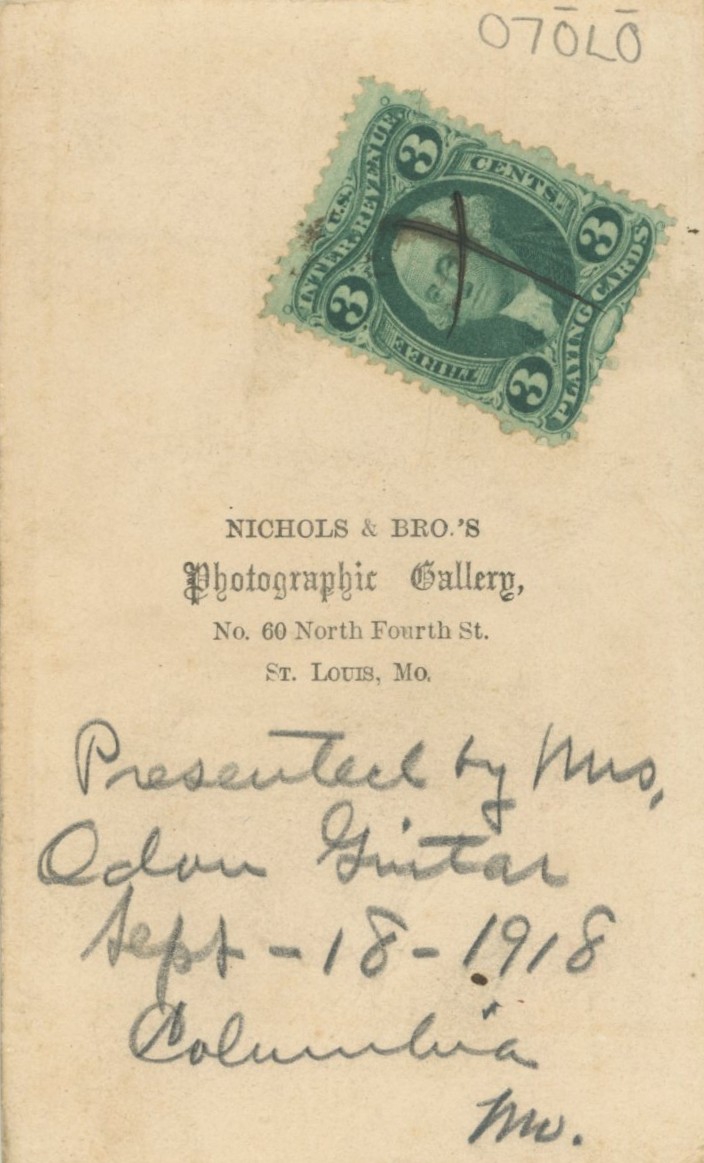 07ŌLŌ
U.S. INTER. REVENUE.
3 CENTS. 3
3 THREE 3
PLAYING CARDS
NICHOLS & BRO.'S
Photographic Gallery,
No. 60 North Fourth St.
St. Louis, Mo.
Presented by Mrs.
Odon Guitar
Sept - 18 - 1918
Columbia
Mo.